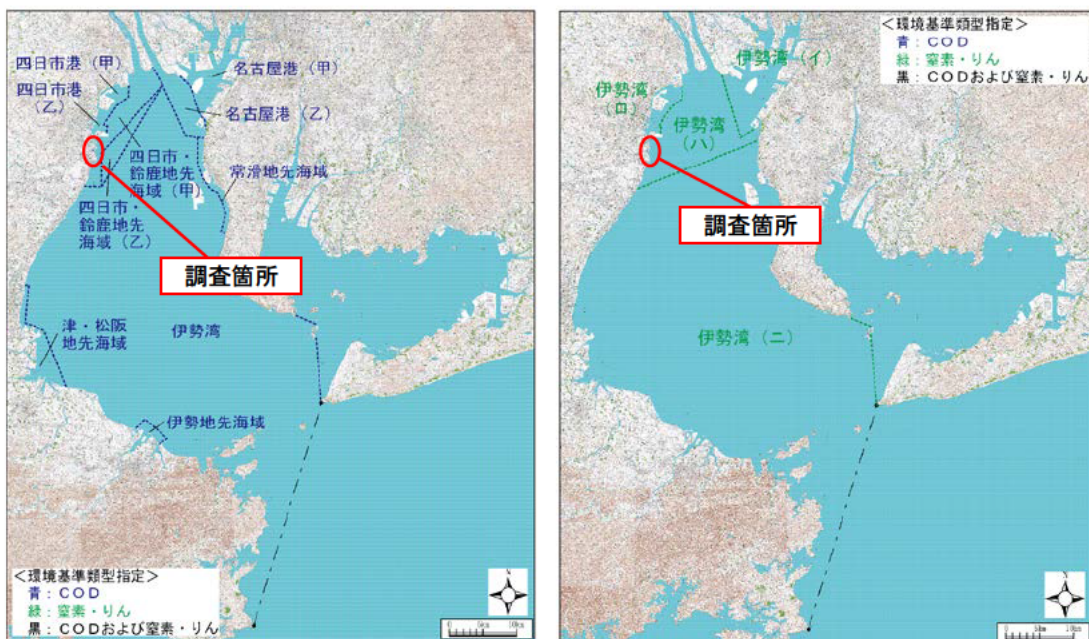 四日市港（甲）
四日市港
（乙）
名古屋港（甲）
名古屋港（乙）
四日市・
鈴鹿地先
海域（甲）
常滑地先海域
四日市・
鈴鹿地先
海域（乙）
調査箇所
津・松阪
地先海域
伊勢湾
伊勢地先海域
＜環境基準類型指定＞
青：ＣＯＤ
緑：窒素・りん
黒：ＣＯＤおよび窒素・りん
0 5km 10km
＜環境基準類型指定＞
青：ＣＯＤ
緑：窒素・りん
黒：ＣＯＤおよび窒素・りん
伊勢湾（イ）
伊勢湾
（ロ）
伊勢湾
（ハ）
調査箇所
伊勢湾（ニ）
0 5km 10km